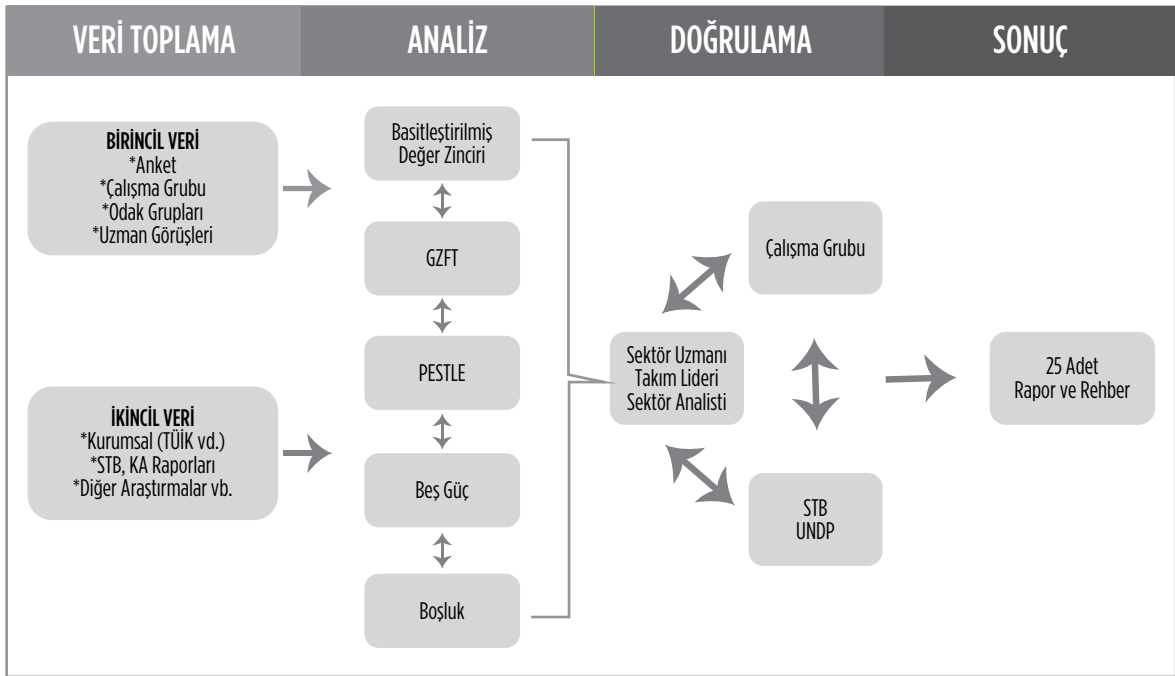 VERİ TOPLAMA
ANALİZ
DOĞRULAMA
SONUÇ
BİRİNCİL VERİ
*Anket
*Çalışma Grubu
*Odak Grupları
*Uzman Görüşleri
İKİNCİL VERİ
*Kurumsal (TÜİK vd.)
*STB, KA Raporları
*Diğer Araştırmalar vb.
Basitleştirilmiş
Değer Zinciri
GZFT
PESTLE
Beş Güç
Boşluk
Sektör Uzmanı
Takım Lideri
Sektör Analisti
Çalışma Grubu
STB
UNDP
25 Adet
Rapor ve Rehber